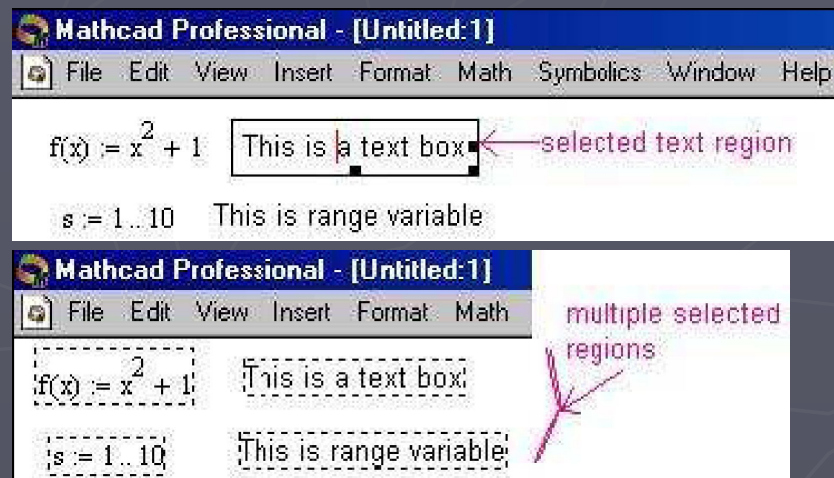 Mathcad Professional - [Untitled:1]
File Edit View Insert Format Math Symbolics Window Help
f(x) := x² + 1 This is a text box selected text region
s := 1 .. 10 This is range variable
Mathcad Professional - [Untitled:1]
File Edit View Insert Format Math
multiple selected
regions
f(x) := x² + 1 This is a text box
s := 1 .. 10 This is range variable